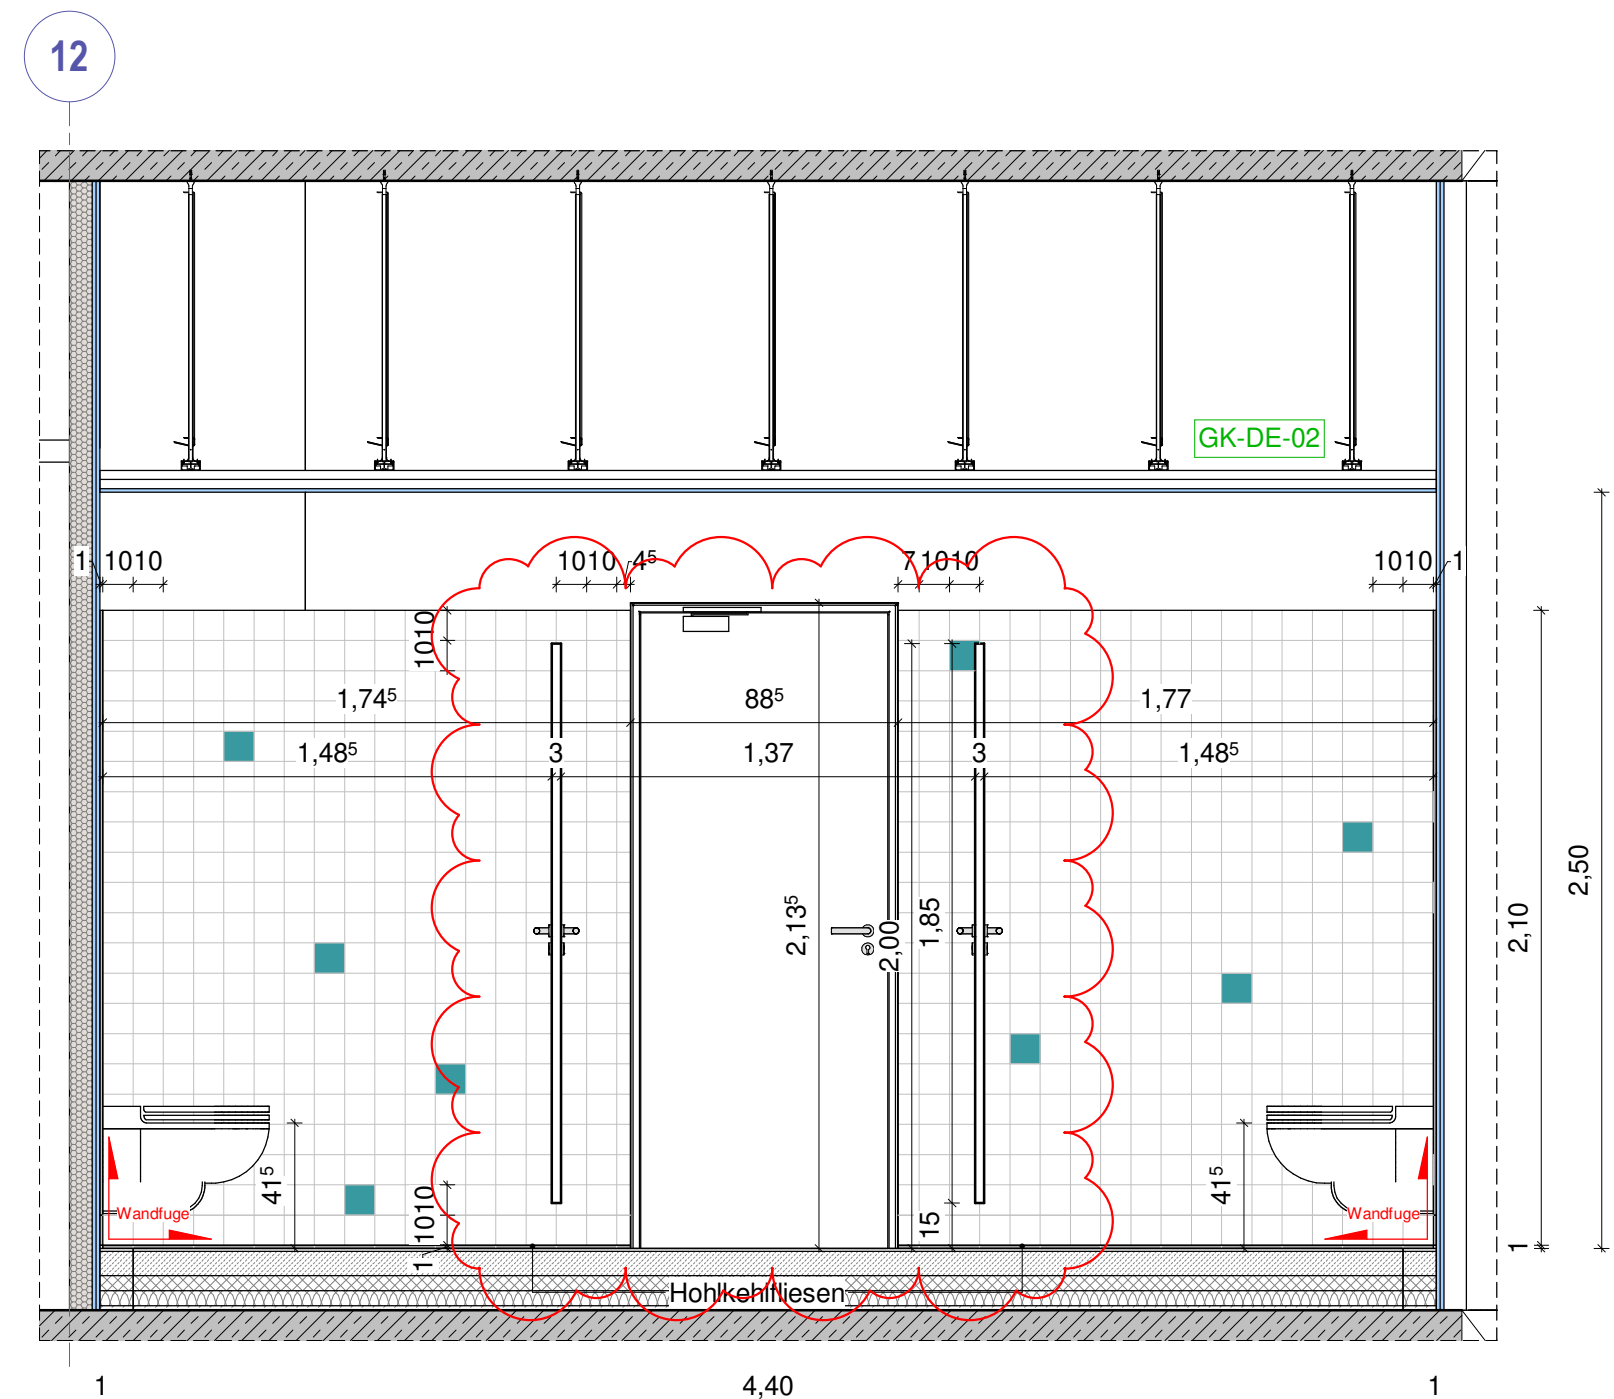 12
GK-DE-02
1 1010 1010 4⁵ 7 1010 1010 1
1010
1,74⁵ 88⁵ 1,77
1,48⁵ 3 1,37 3 1,48⁵
2,13⁵ 2,00 1,85 2,10 2,50
41⁵ 41⁵
Wandfuge Wandfuge
1010 15
1 1
Hohlkehlfliesen
1 4,40 1